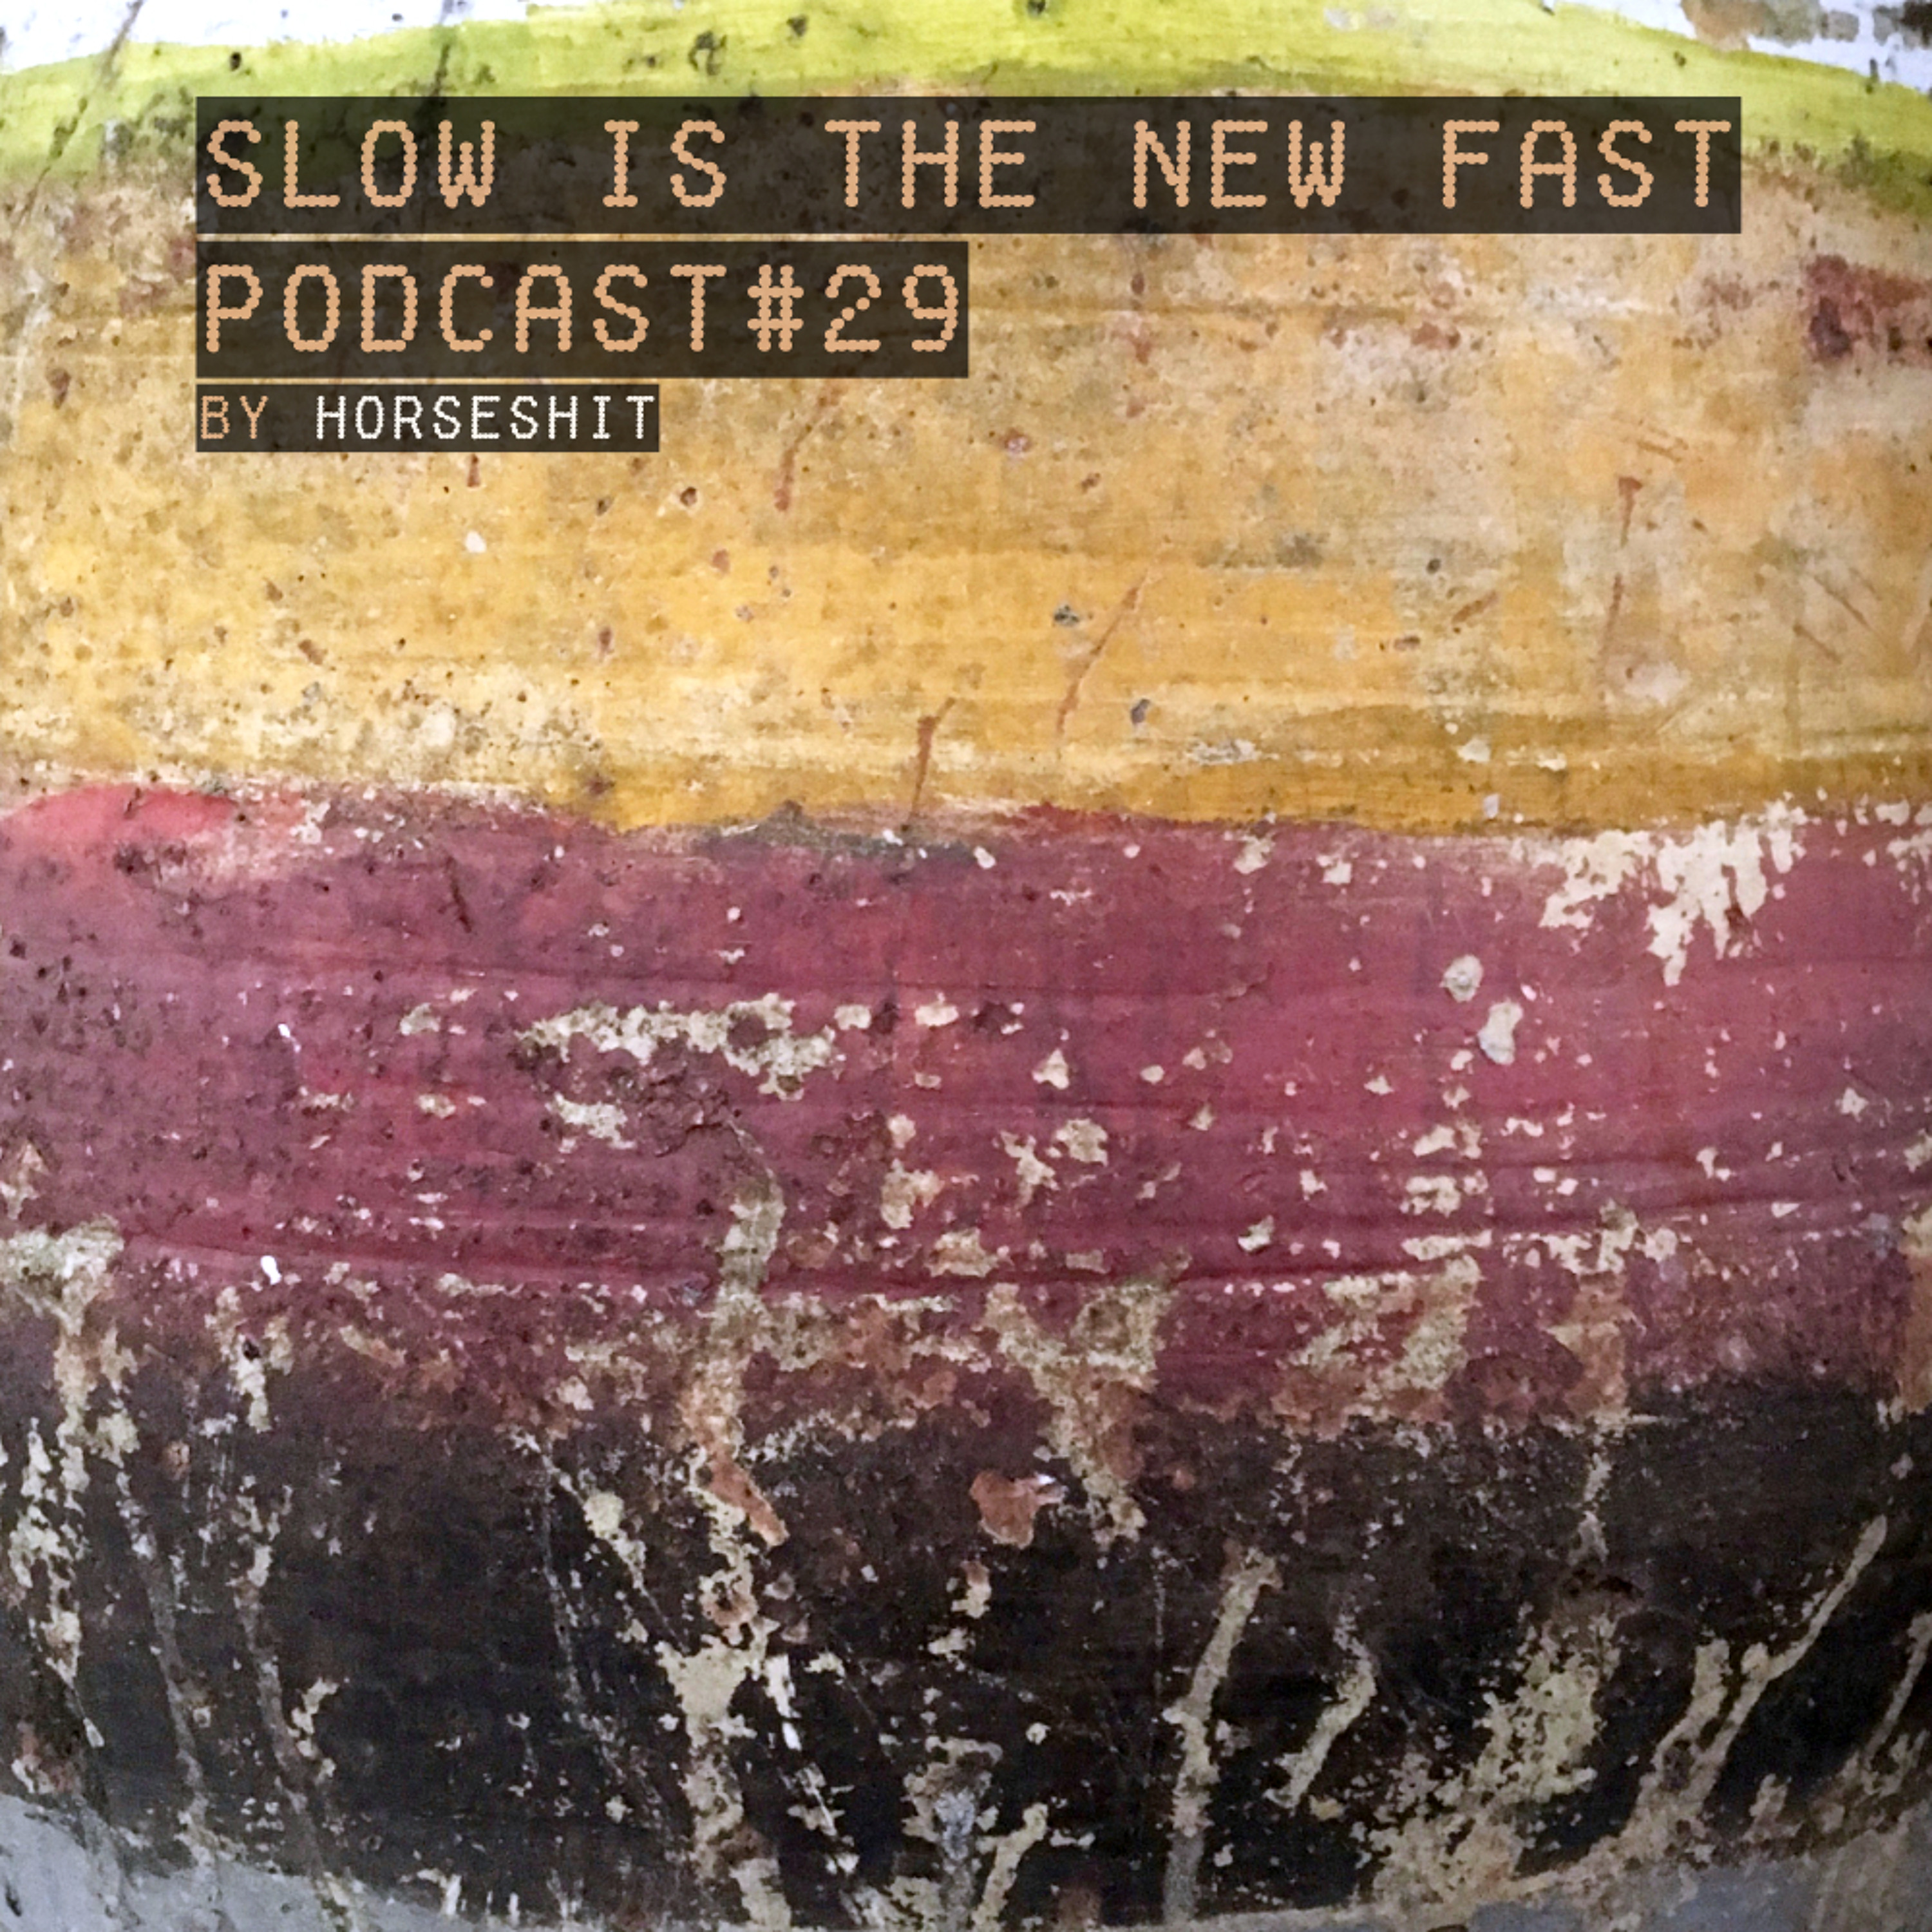 SLOW IS THE NEW FAST
PODCAST#29
BY HORSESHIT